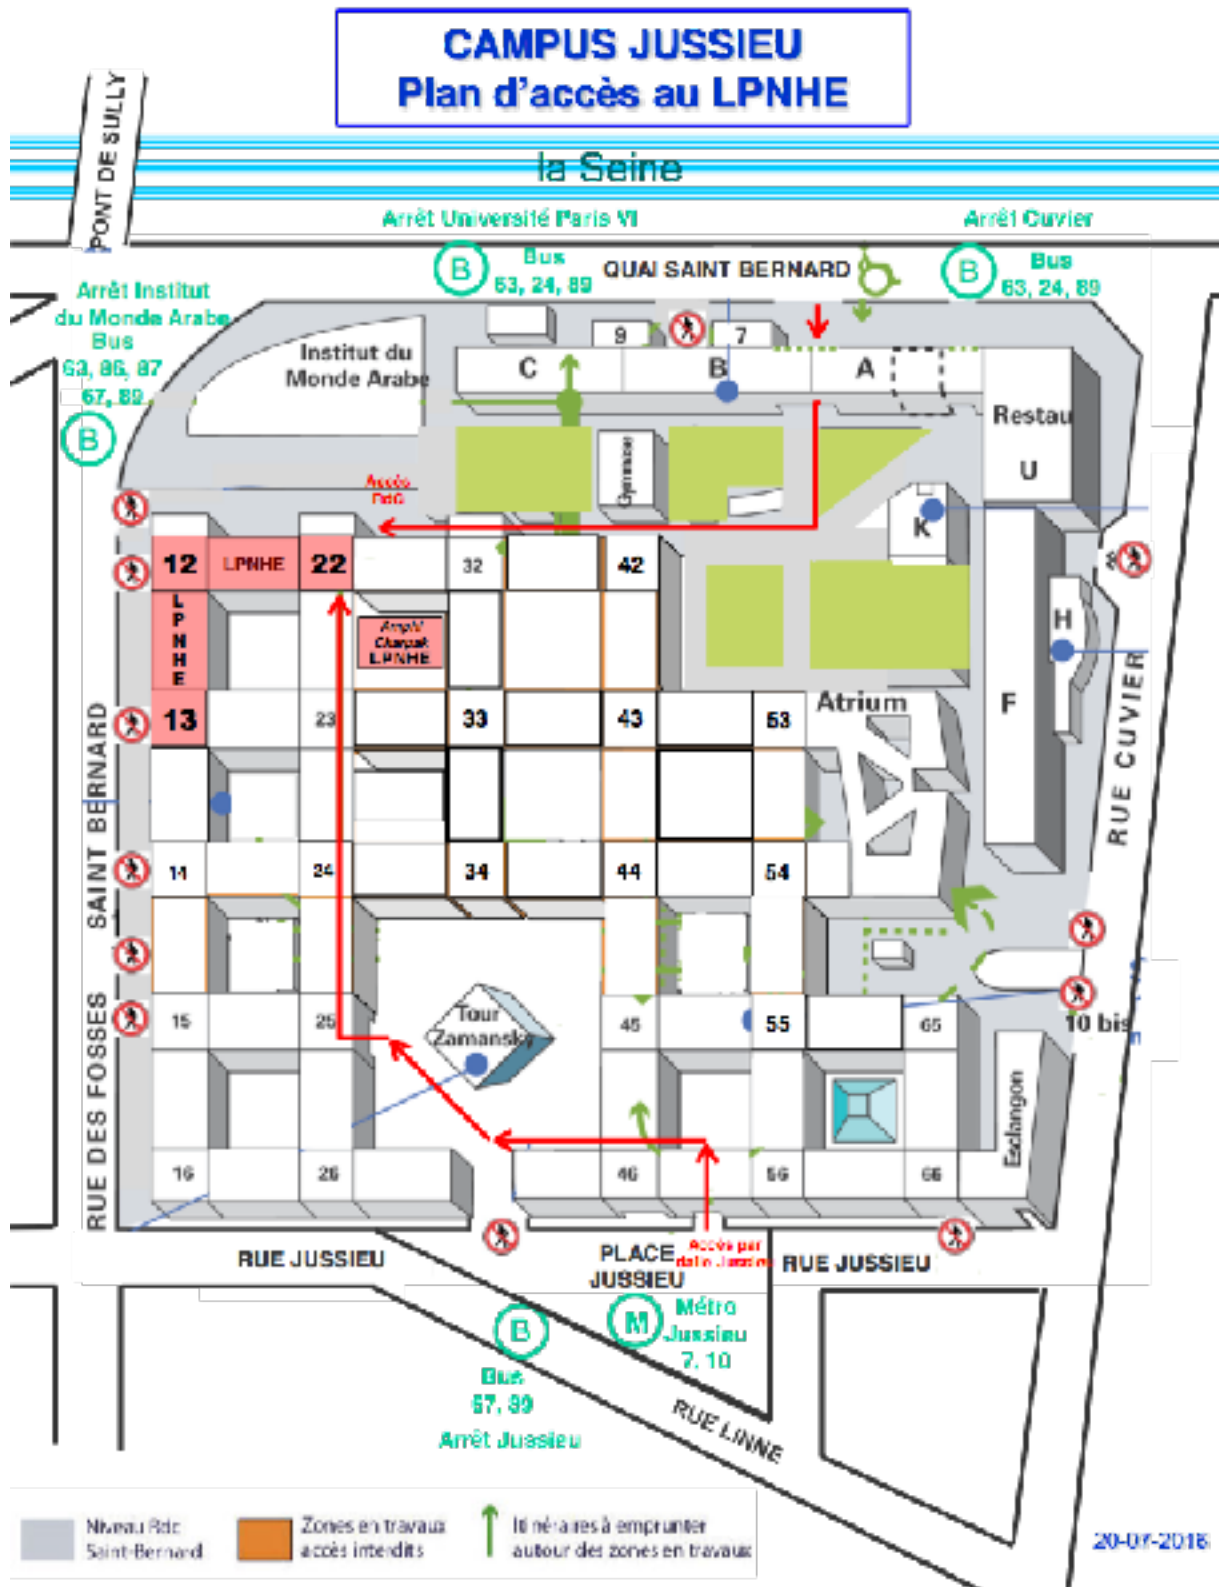 CAMPUS JUSSIEU
Plan d'accès au LPNHE
PONT DE SULLY
la Seine
Arrêt Université Paris VI
Arrêt Cuvier
B
Bus
63, 24, 89
QUAI SAINT BERNARD
B
Bus
63, 24, 89
Arrêt Institut
du Monde Arabe
Bus
63, 86, 87
67, 89
B
Institut du
Monde Arabe
9
7
C
B
A
Restau
U
Gymnase
K
Accès
RdC
12
LPNHE
22
32
42
LPNHE
Amphi
Charpak
LPNHE
H
F
13
23
33
43
53
Atrium
RUE CUVIER
14
24
34
44
54
15
25
Tour
Zamansky
45
55
65
10 bis
Esclangon
16
26
46
56
66
RUE DES FOSSES SAINT BERNARD
RUE JUSSIEU
PLACE
JUSSIEU
Accès par
dalle Jussieu
RUE JUSSIEU
B
Bus
67, 89
Arrêt Jussieu
M
Métro
Jussieu
7, 10
RUE LINNE
Niveau Rdc
Saint-Bernard
Zones en travaux
accès interdits
Itinéraires à emprunter
autour des zones en travaux
20-07-2016